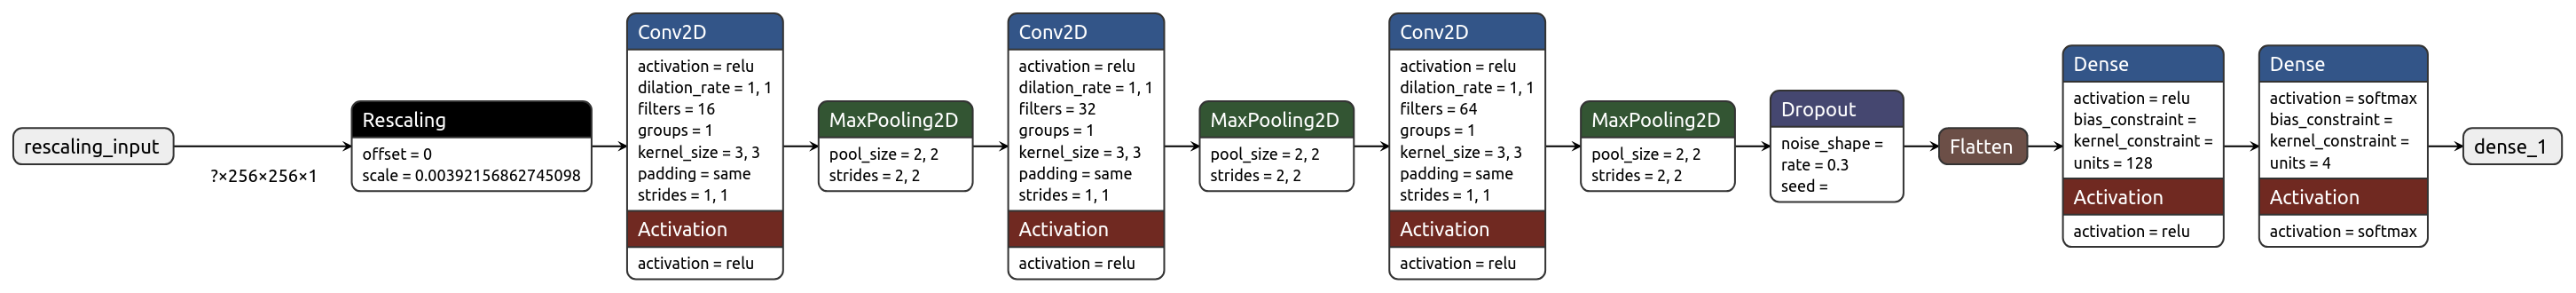 rescaling_input
?×256×256×1
Rescaling
offset = 0
scale = 0.00392156862745098
Conv2D
activation = relu
dilation_rate = 1, 1
filters = 16
groups = 1
kernel_size = 3, 3
padding = same
strides = 1, 1
Activation
activation = relu
MaxPooling2D
pool_size = 2, 2
strides = 2, 2
Conv2D
activation = relu
dilation_rate = 1, 1
filters = 32
groups = 1
kernel_size = 3, 3
padding = same
strides = 1, 1
Activation
activation = relu
MaxPooling2D
pool_size = 2, 2
strides = 2, 2
Conv2D
activation = relu
dilation_rate = 1, 1
filters = 64
groups = 1
kernel_size = 3, 3
padding = same
strides = 1, 1
Activation
activation = relu
MaxPooling2D
pool_size = 2, 2
strides = 2, 2
Dropout
noise_shape =
rate = 0.3
seed =
Flatten
Dense
activation = relu
bias_constraint =
kernel_constraint =
units = 128
Activation
activation = relu
Dense
activation = softmax
bias_constraint =
kernel_constraint =
units = 4
Activation
activation = softmax
dense_1